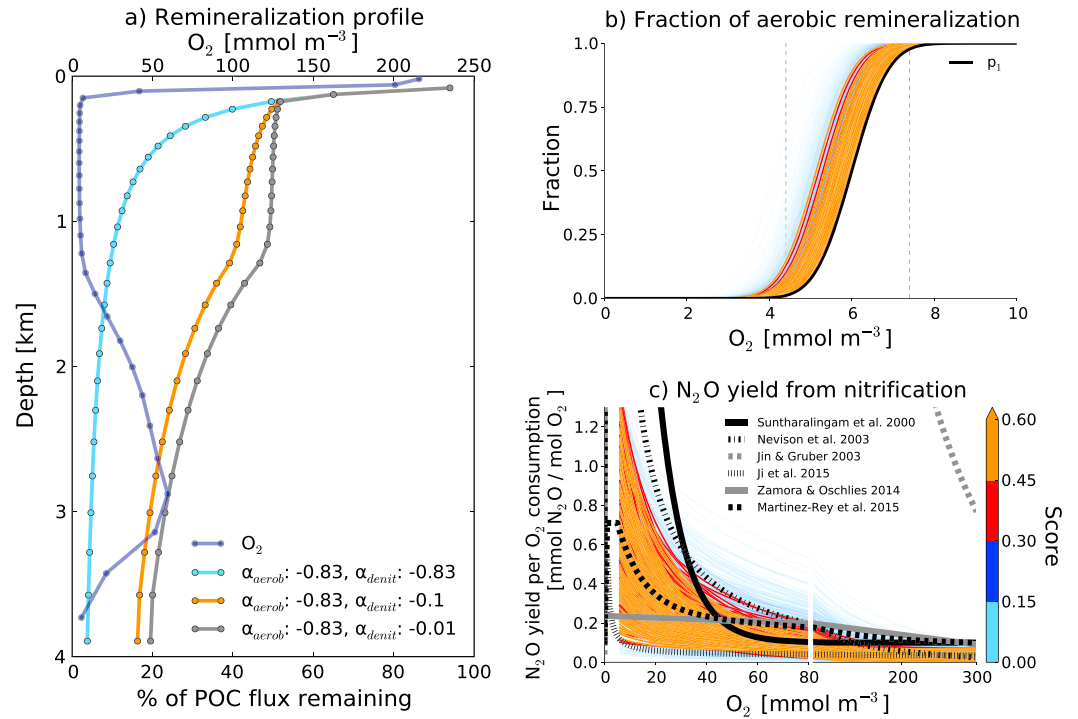 a) Remineralization profile
O₂ [mmol m⁻³]
0 50 100 150 200 250
0
1
2
3
4
Depth [km]
O₂
α_aerob: -0.83, α_denit: -0.83
α_aerob: -0.83, α_denit: -0.1
α_aerob: -0.83, α_denit: -0.01
0 20 40 60 80 100
% of POC flux remaining
b) Fraction of aerobic remineralization
1.0
0.75
0.50
0.25
0.0
Fraction
p₁
0 2 4 6 8 10
O₂ [mmol m⁻³]
c) N₂O yield from nitrification
N₂O yield per O₂ consumption
[mmol N₂O / mol O₂]
1.2
1.0
0.8
0.6
0.4
0.2
0.0
Suntharalingam et al. 2000
Nevison et al. 2003
Jin & Gruber 2003
Ji et al. 2015
Zamora & Oschlies 2014
Martinez-Rey et al. 2015
0 20 40 60 80 200 300
O₂ [mmol m⁻³]
0.60
0.45
0.30
0.15
0.00
Score